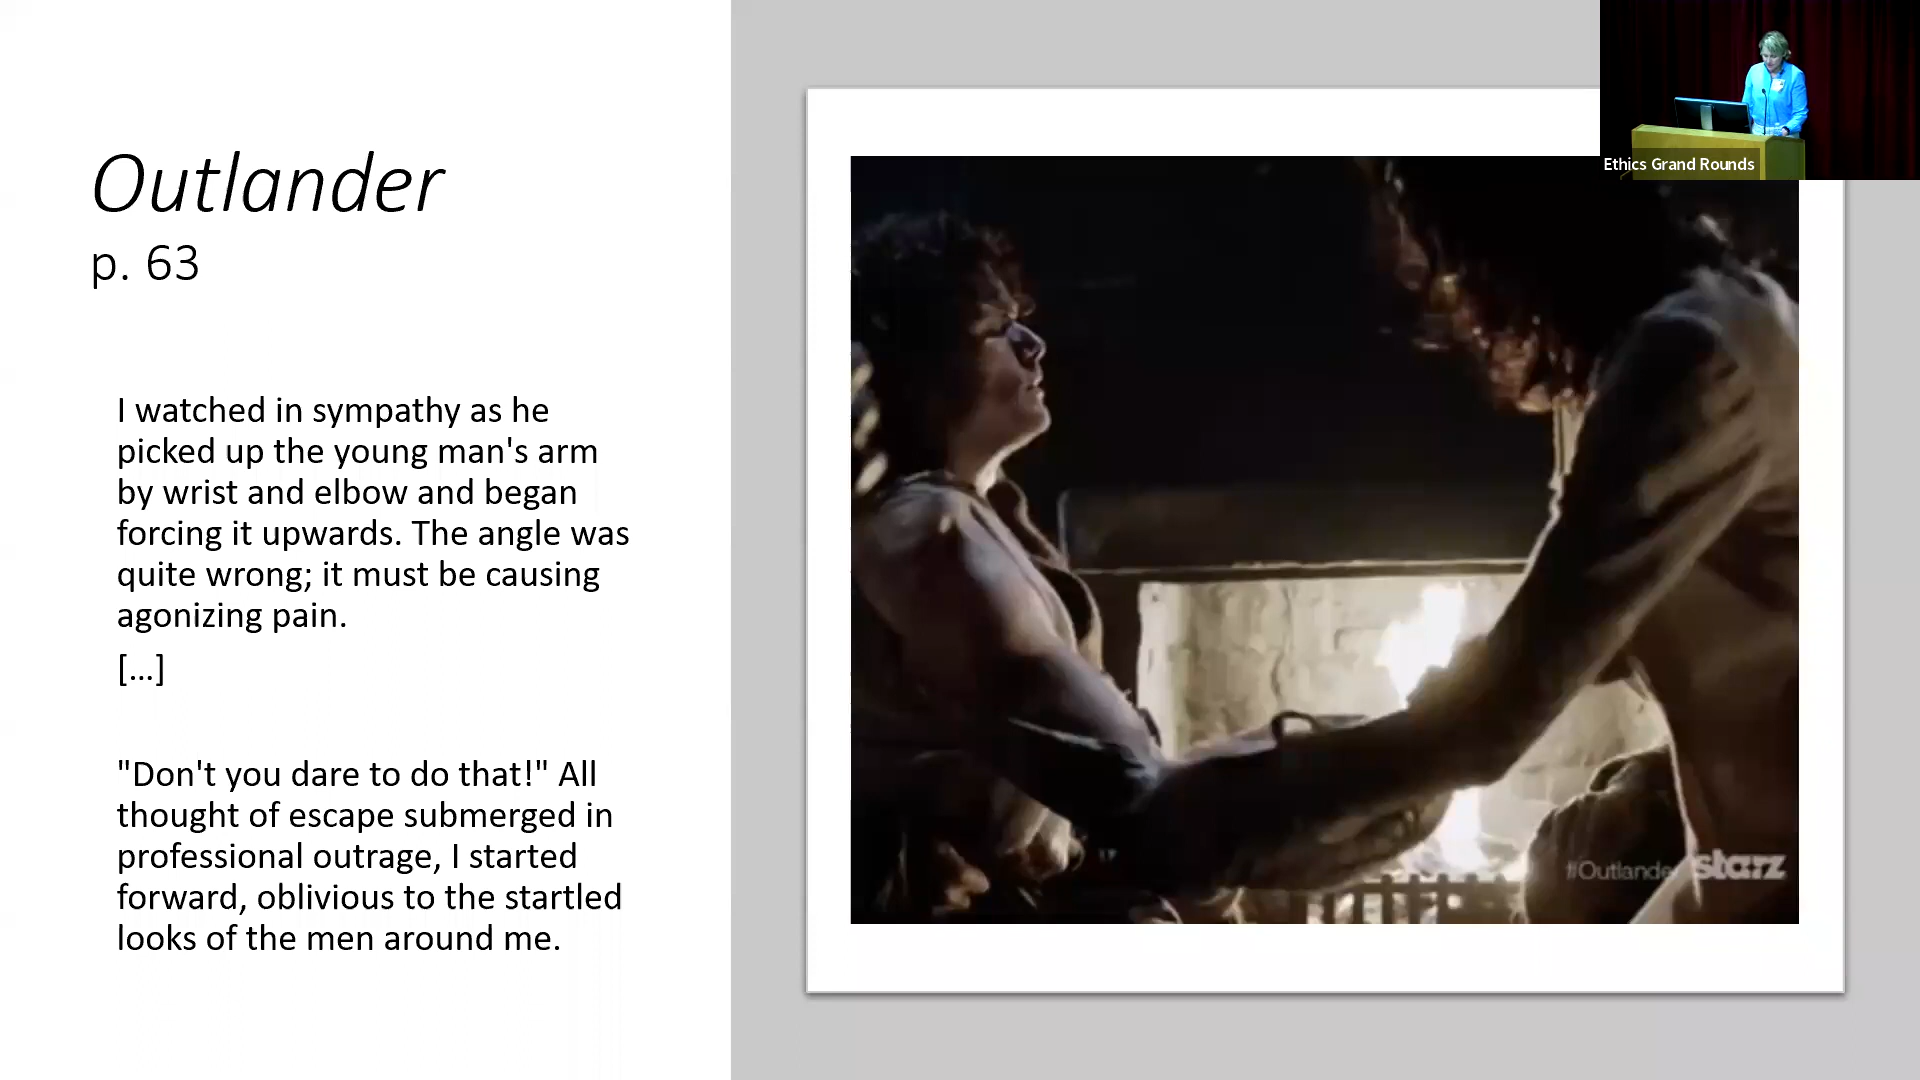 Outlander
p. 63
I watched in sympathy as he
picked up the young man's arm
by wrist and elbow and began
forcing it upwards. The angle was
quite wrong; it must be causing
agonizing pain.
[...]
"Don't you dare to do that!" All
thought of escape submerged in
professional outrage, I started
forward, oblivious to the startled
looks of the men around me.
Ethics Grand Rounds
#Outlander starz